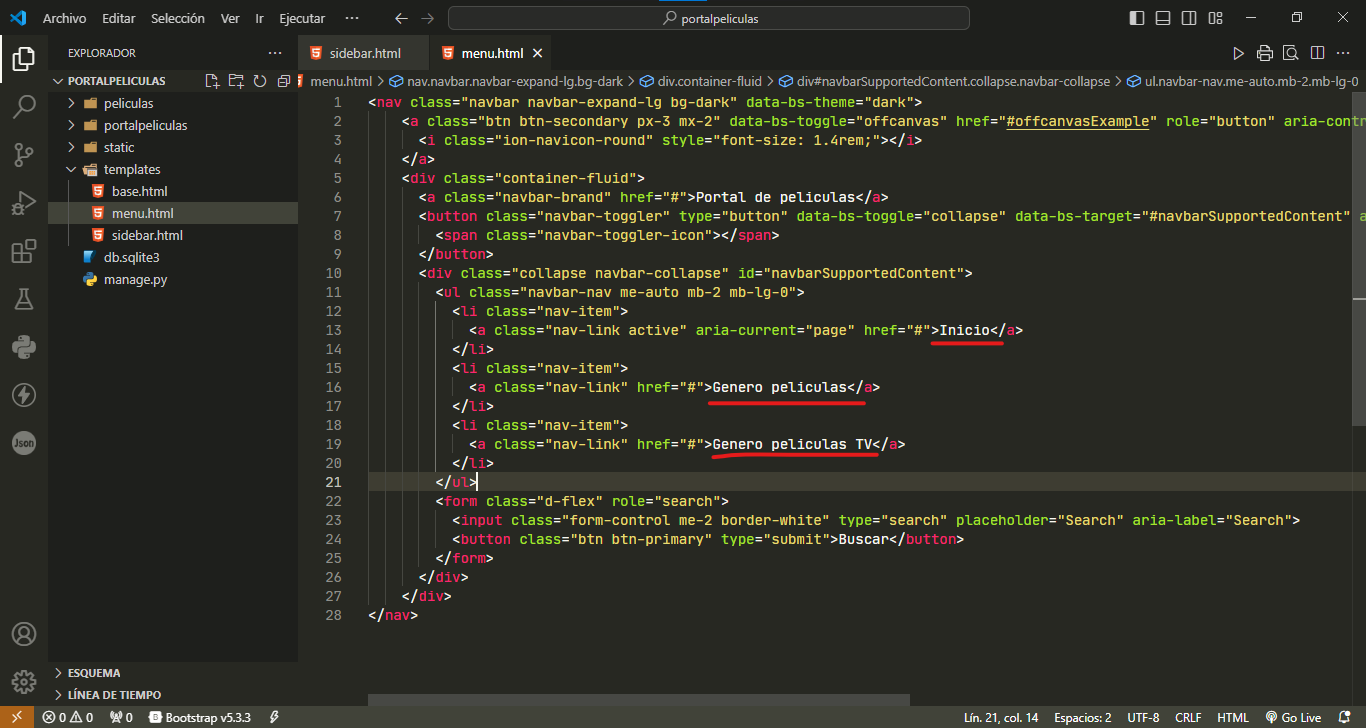 Archivo Editar Selección Ver Ir Ejecutar ··· portalpeliculas
EXPLORADOR ···
PORTALPELICULAS
peliculas
portalpeliculas
static
templates
base.html
menu.html
sidebar.html
db.sqlite3
manage.py
ESQUEMA
LÍNEA DE TIEMPO
sidebar.html menu.html
menu.html > nav.navbar.navbar-expand-lg.bg-dark > div.container-fluid > div#navbarSupportedContent.collapse.navbar-collapse > ul.navbar-nav.me-auto.mb-2.mb-lg-0
1 <nav class="navbar navbar-expand-lg bg-dark" data-bs-theme="dark">
2 <a class="btn btn-secondary px-3 mx-2" data-bs-toggle="offcanvas" href="#offcanvasExample" role="button" aria-contr
3 <i class="ion-navicon-round" style="font-size: 1.4rem;"></i>
4 </a>
5 <div class="container-fluid">
6 <a class="navbar-brand" href="#">Portal de peliculas</a>
7 <button class="navbar-toggler" type="button" data-bs-toggle="collapse" data-bs-target="#navbarSupportedContent" a
8 <span class="navbar-toggler-icon"></span>
9 </button>
10 <div class="collapse navbar-collapse" id="navbarSupportedContent">
11 <ul class="navbar-nav me-auto mb-2 mb-lg-0">
12 <li class="nav-item">
13 <a class="nav-link active" aria-current="page" href="#">Inicio</a>
14 </li>
15 <li class="nav-item">
16 <a class="nav-link" href="#">Genero peliculas</a>
17 </li>
18 <li class="nav-item">
19 <a class="nav-link" href="#">Genero peliculas TV</a>
20 </li>
21 </ul>
22 <form class="d-flex" role="search">
23 <input class="form-control me-2 border-white" type="search" placeholder="Search" aria-label="Search">
24 <button class="btn btn-primary" type="submit">Buscar</button>
25 </form>
26 </div>
27 </div>
28 </nav>
Json
0 0 0 Bootstrap v5.3.3 Lín. 21, col. 14 Espacios: 2 UTF-8 CRLF HTML Go Live